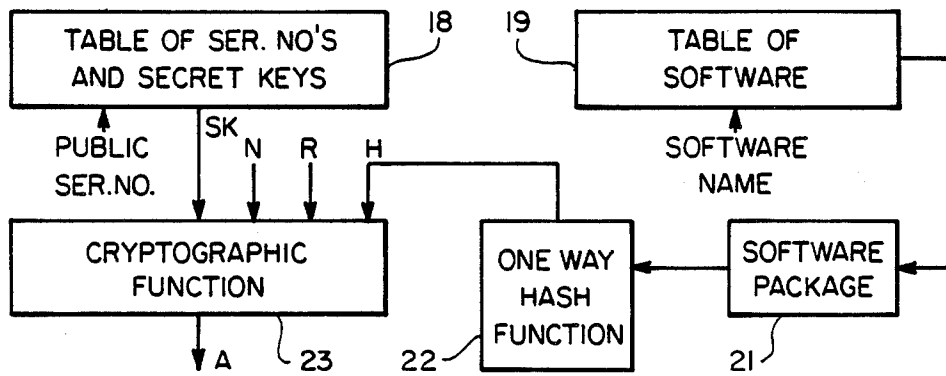 TABLE OF SER. NO'S
AND SECRET KEYS
18
19
TABLE OF
SOFTWARE
PUBLIC
SER.NO.
SK
N
R
H
SOFTWARE
NAME
CRYPTOGRAPHIC
FUNCTION
ONE WAY
HASH
FUNCTION
SOFTWARE
PACKAGE
A
23
22
21